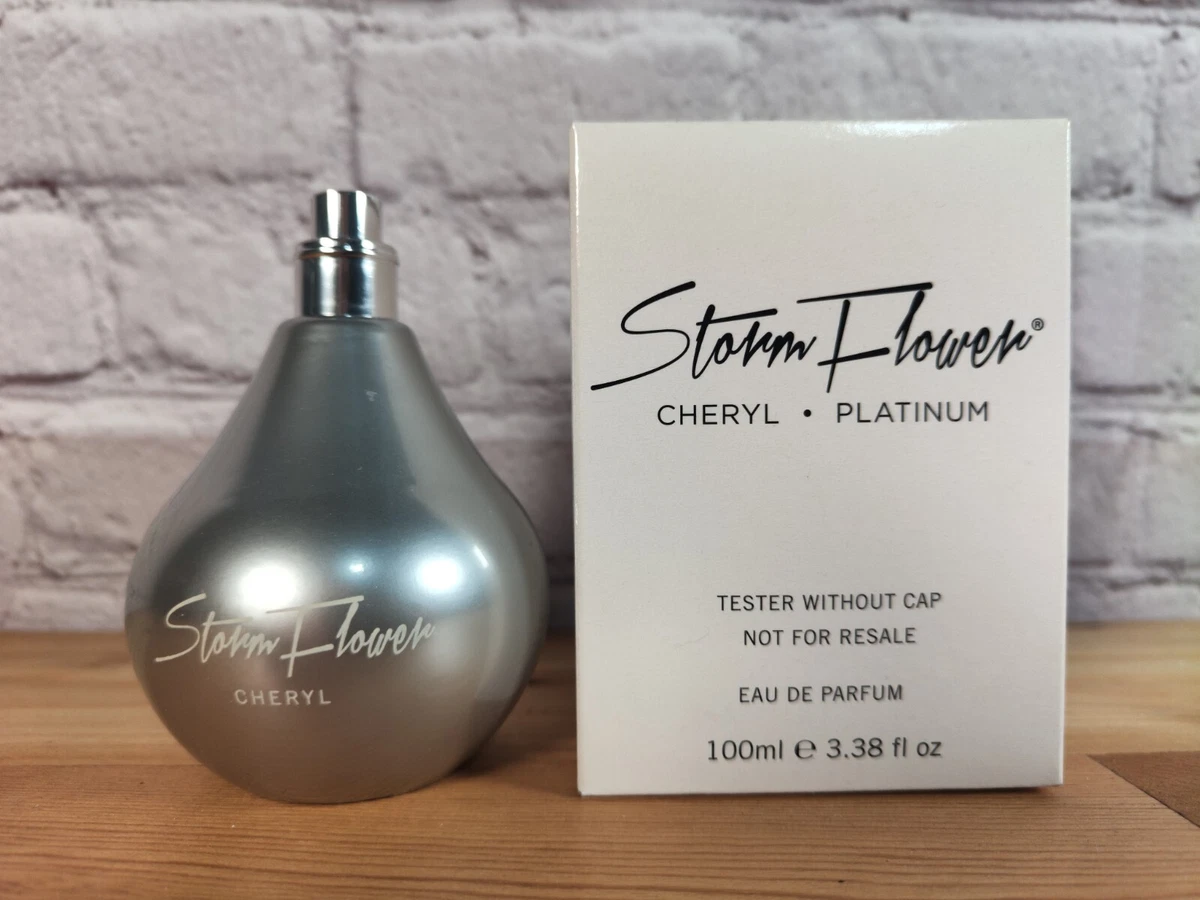 Storm Flower
CHERYL
Storm Flower®
CHERYL • PLATINUM
TESTER WITHOUT CAP
NOT FOR RESALE
EAU DE PARFUM
100ml ℮ 3.38 fl oz